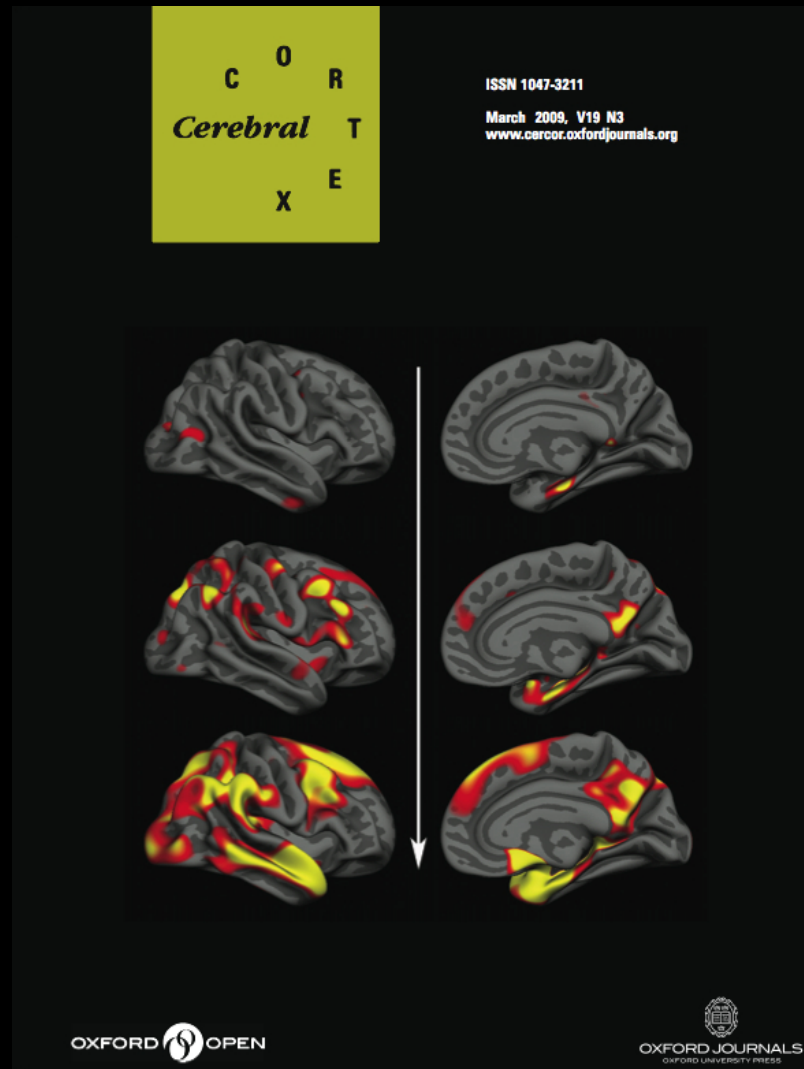 CORTEX
Cerebral
ISSN 1047-3211
March 2009, V19 N3
www.cercor.oxfordjournals.org
OXFORD OPEN
OXFORD JOURNALS
OXFORD UNIVERSITY PRESS